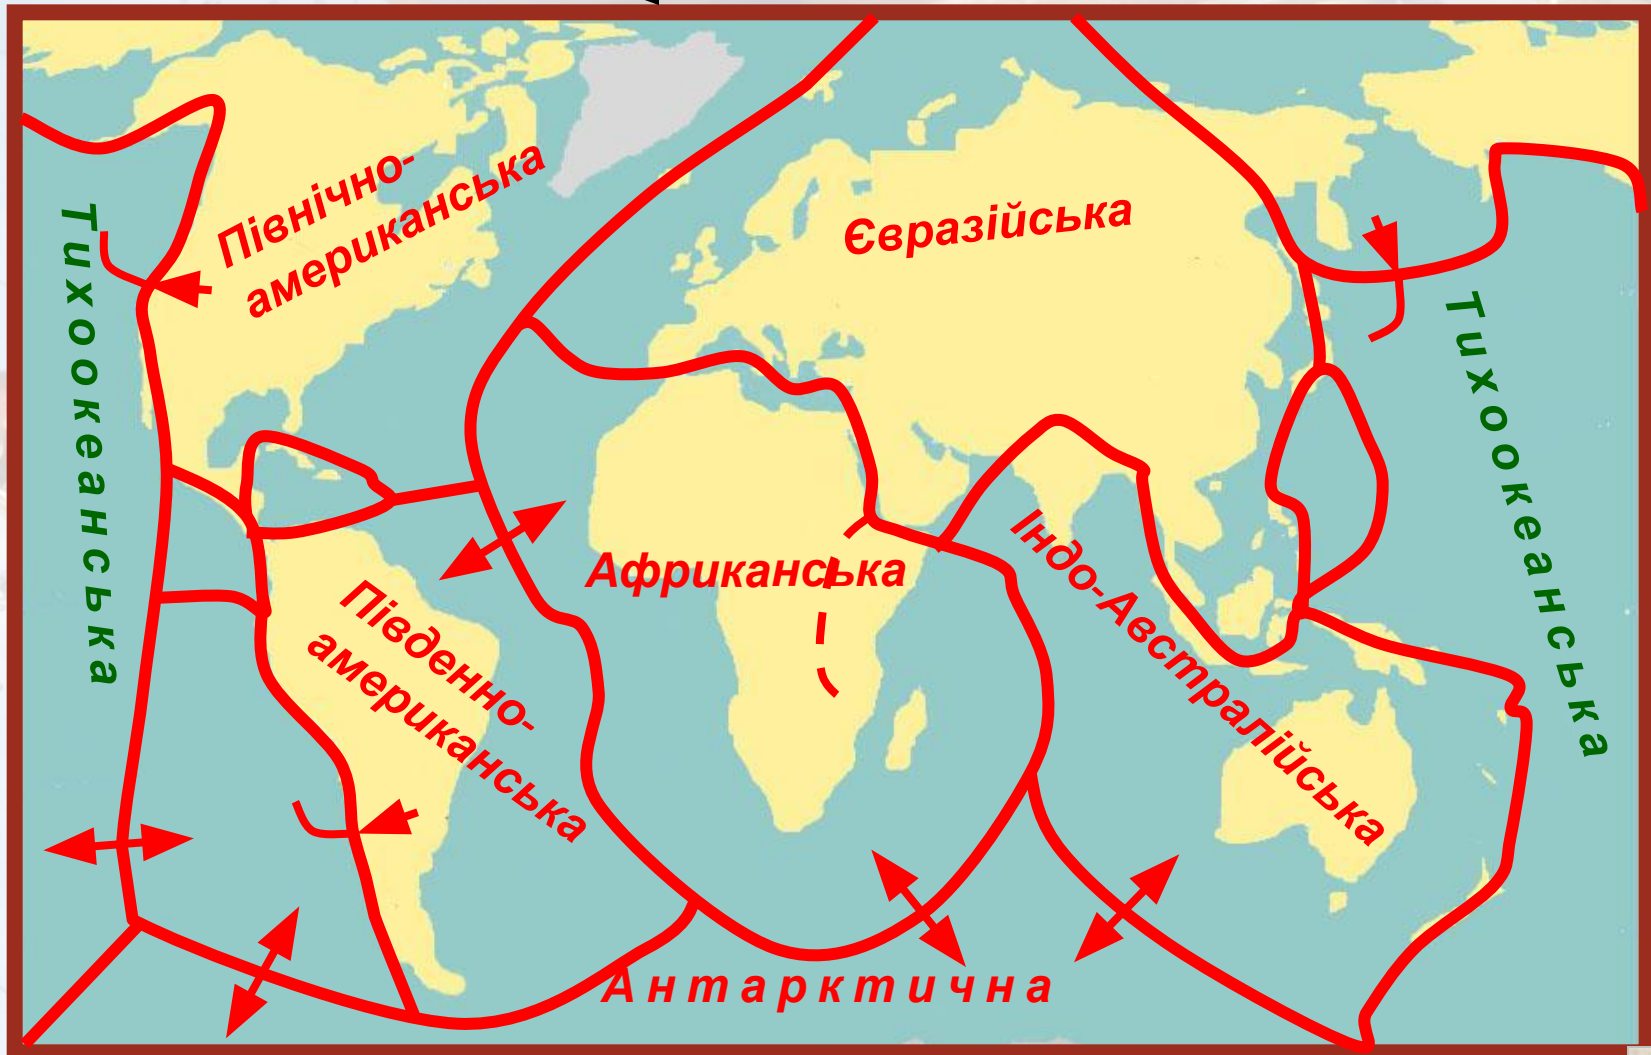 Північно-
американська
Євразійська
Тихоокеанська
Тихоокеанська
Африканська
Індо-Австралійська
Південно-
американська
Антарктична